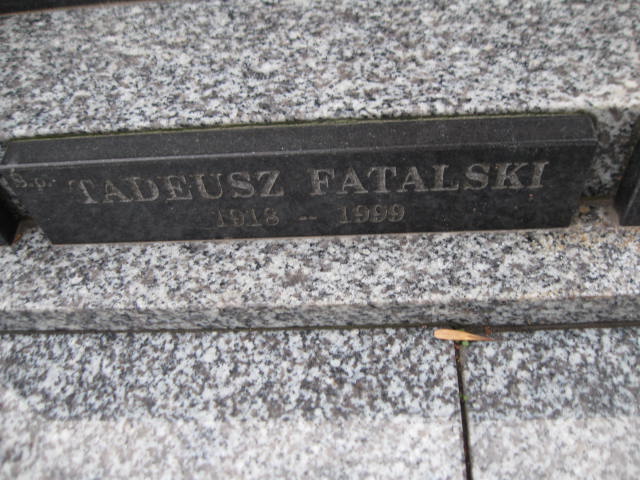 Ś.p. TADEUSZ FATALSKI
1918 -- 1999